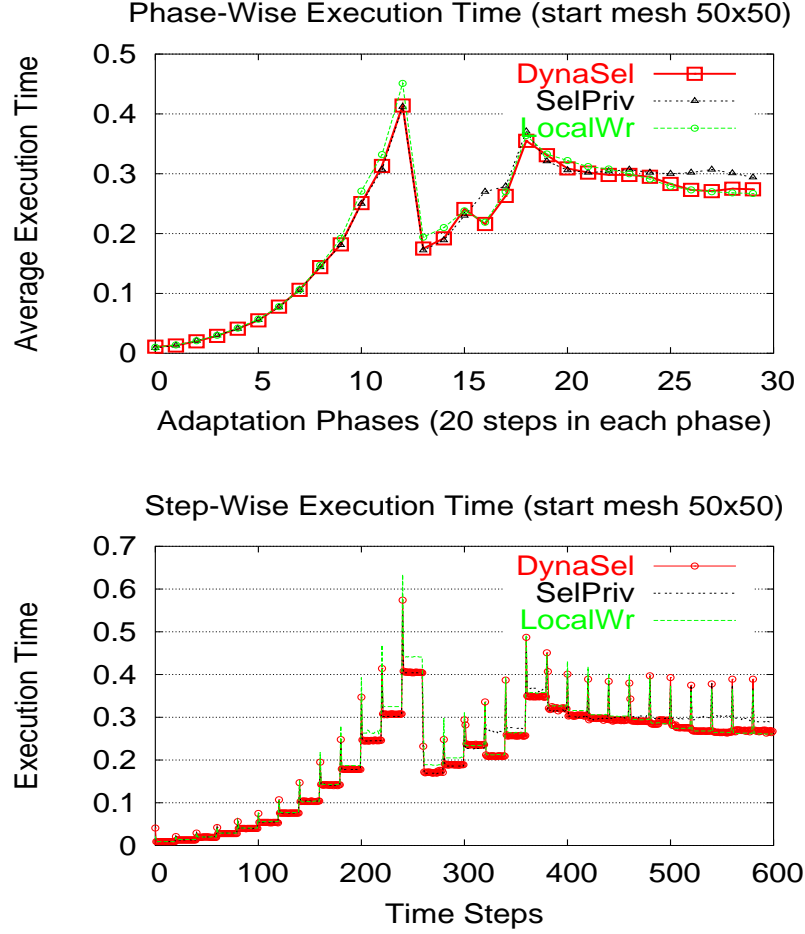 Phase-Wise Execution Time (start mesh 50x50)
0.5
0.4
0.3
0.2
0.1
0
Average Execution Time
DynaSel
SelPriv
LocalWr
0 5 10 15 20 25 30
Adaptation Phases (20 steps in each phase)
Step-Wise Execution Time (start mesh 50x50)
0.7
0.6
0.5
0.4
0.3
0.2
0.1
0
Execution Time
DynaSel
SelPriv
LocalWr
0 100 200 300 400 500 600
Time Steps